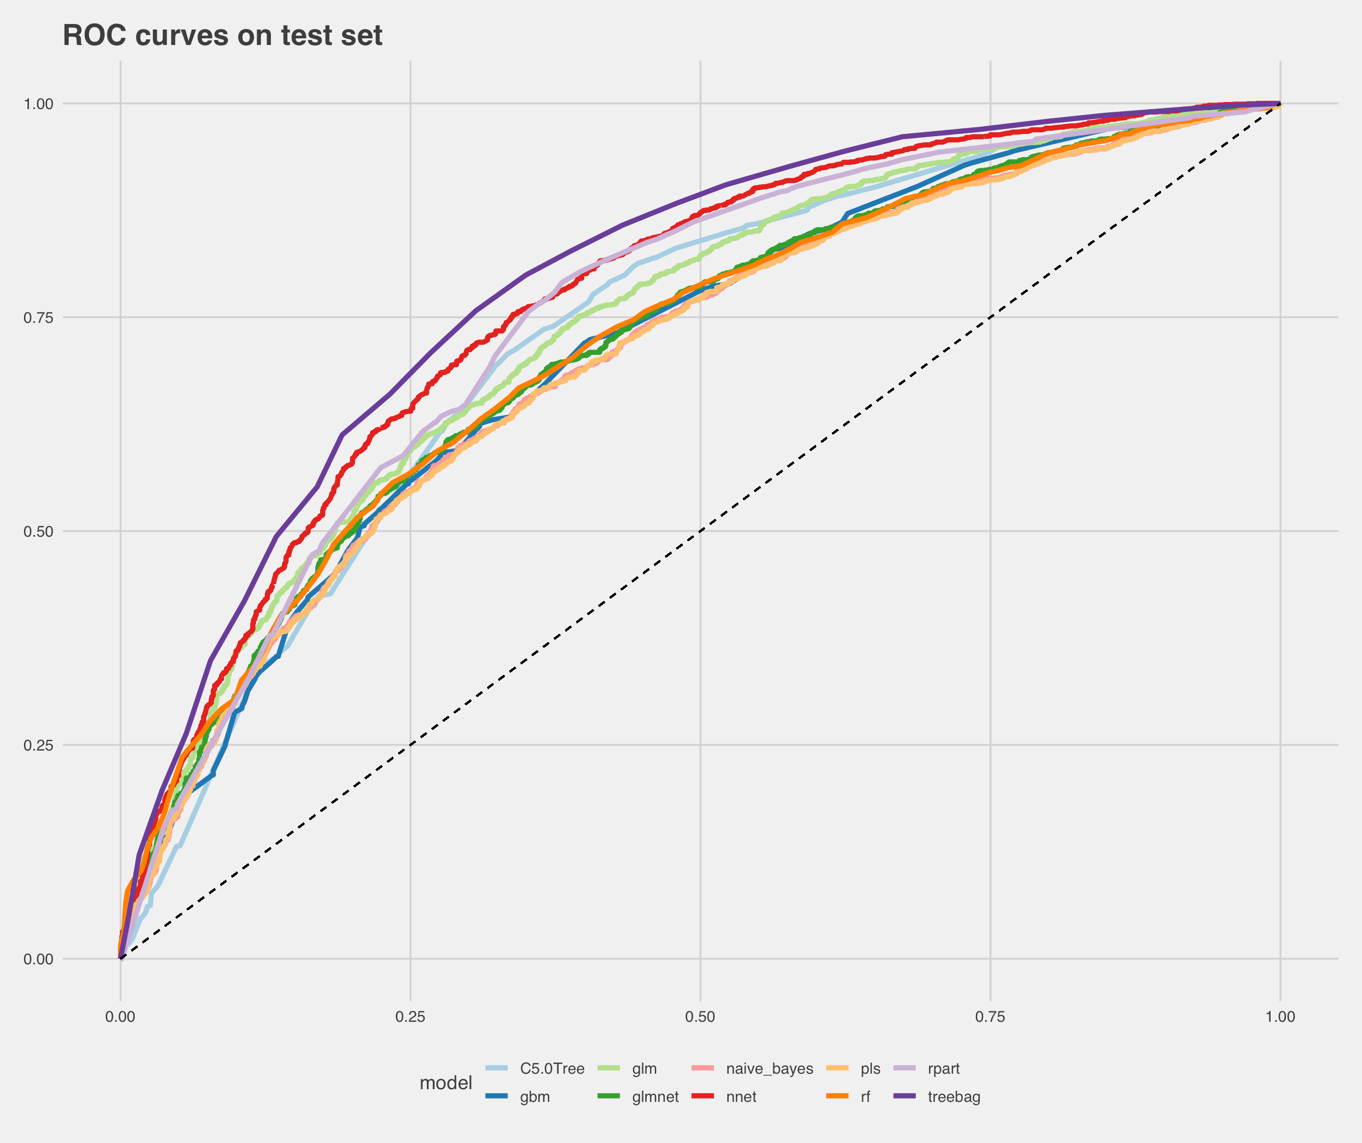 ROC curves on test set
1.00
0.75
0.50
0.25
0.00
0.00 0.25 0.50 0.75 1.00
model
C5.0Tree glm naive_bayes pls rpart
gbm glmnet nnet rf treebag